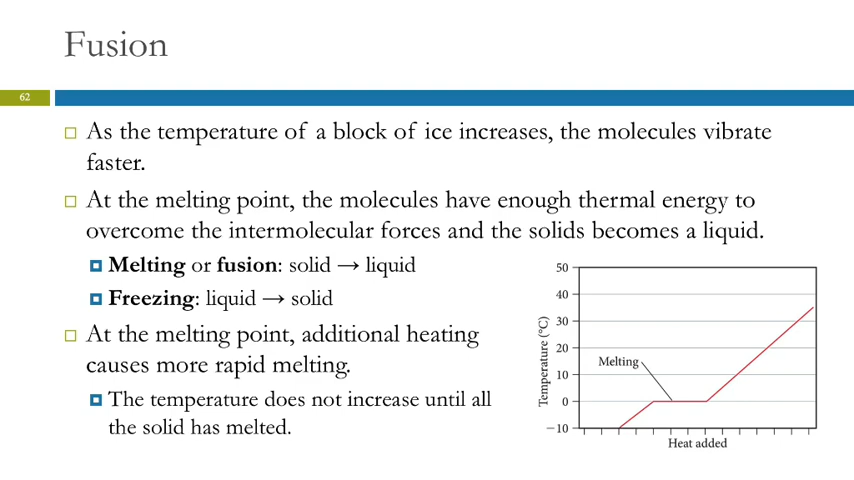 Fusion
62
As the temperature of a block of ice increases, the molecules vibrate
faster.
At the melting point, the molecules have enough thermal energy to
overcome the intermolecular forces and the solids becomes a liquid.
Melting or fusion: solid → liquid
Freezing: liquid → solid
At the melting point, additional heating
causes more rapid melting.
The temperature does not increase until all
the solid has melted.
50
40
30
20
10
0
−10
Temperature (°C)
Melting
Heat added